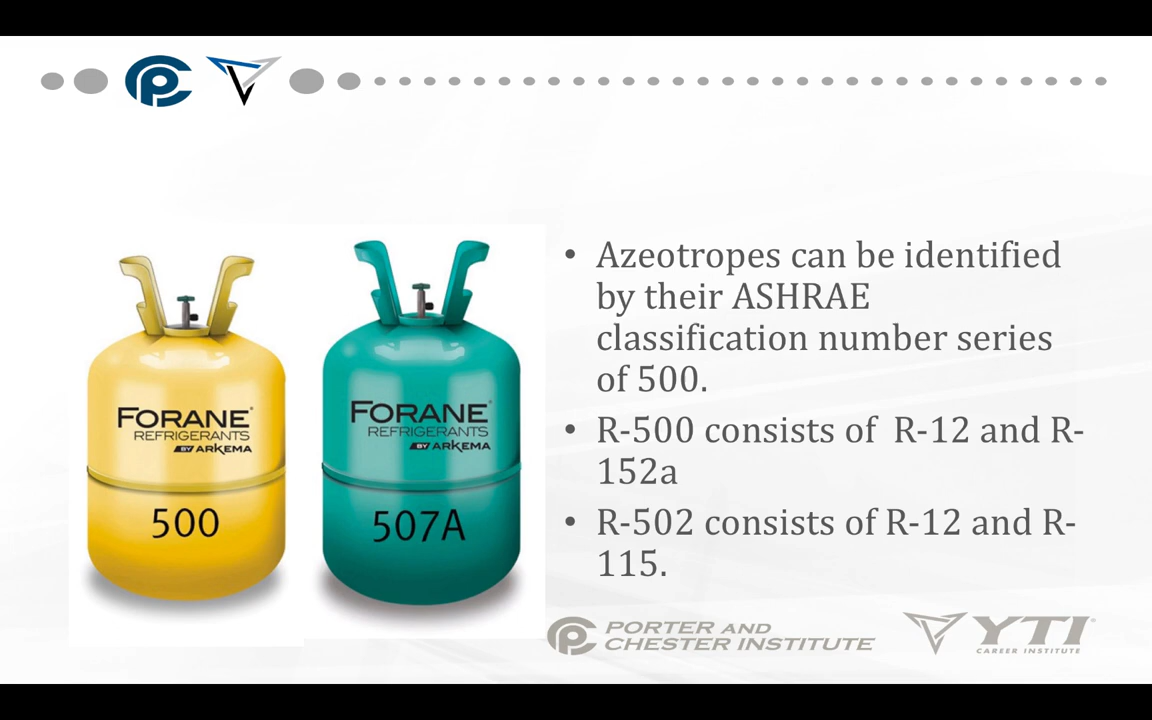 FORANE®
REFRIGERANTS
BY ARKEMA
500
FORANE®
REFRIGERANTS
BY ARKEMA
507A
• Azeotropes can be identified
by their ASHRAE
classification number series
of 500.
• R-500 consists of  R-12 and R-
152a
• R-502 consists of R-12 and R-
115.
PORTER AND
CHESTER INSTITUTE
YTI®
CAREER INSTITUTE